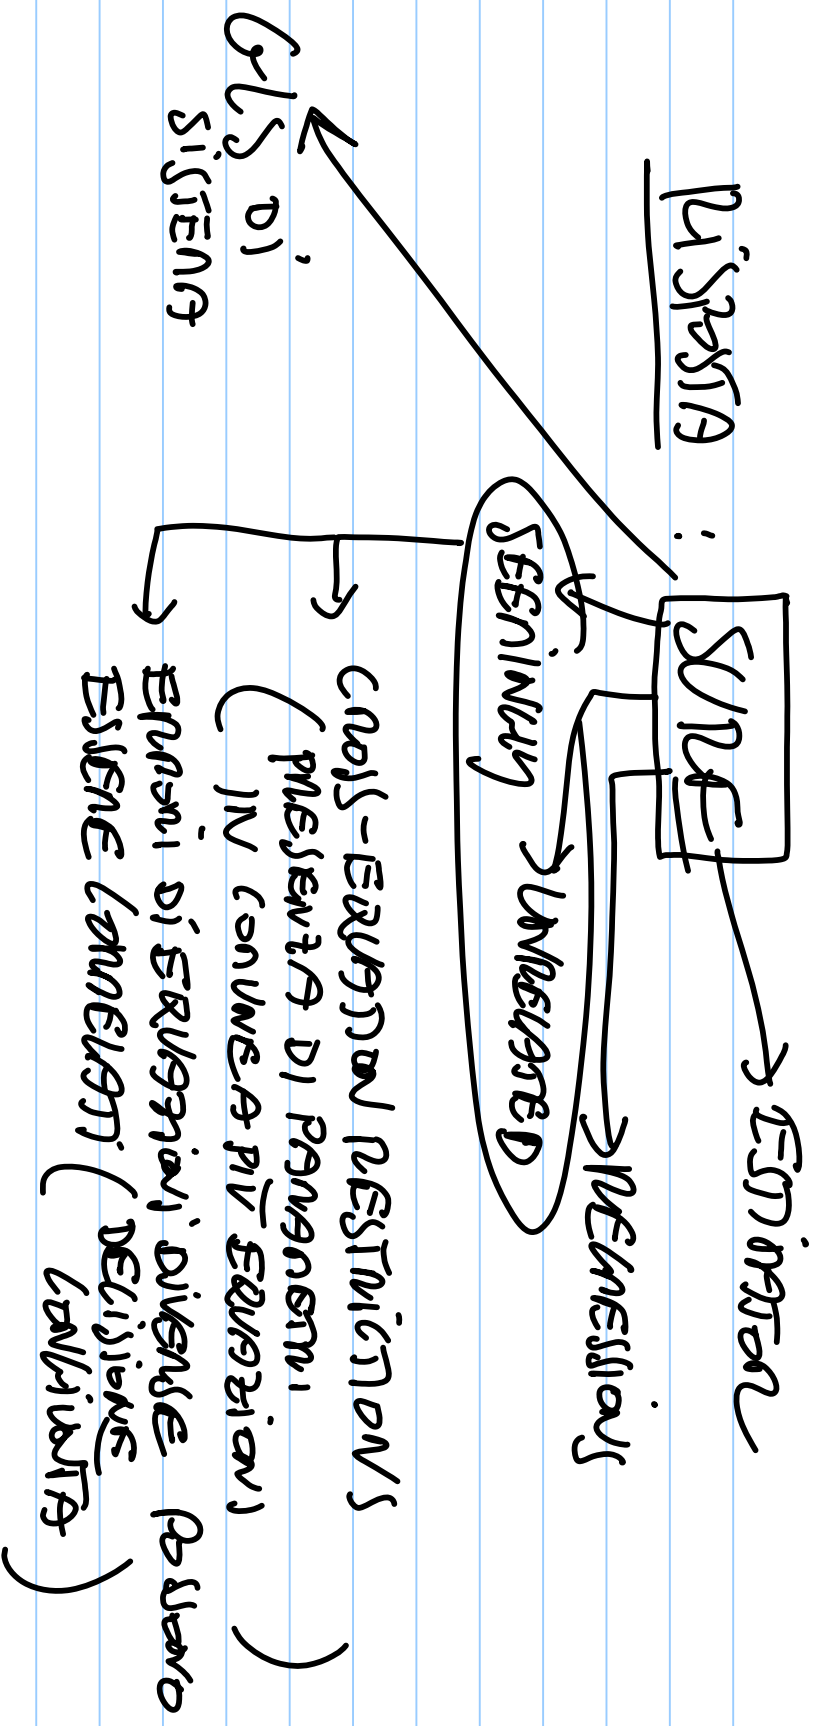 RISPOSTA : SURE
ESTIMATOR
REGRESSIONS
SEEMINGLY UNRELATED
GLS DI
SISTEMA
CROSS-EQUATION RESTRICTIONS
( PRESENZA DI PARAMETRI
IN COMUNE A PIÙ EQUAZIONI )
ERRORI DI EQUAZIONI DIVERSE POSSONO
ESSERE CORRELATI ( DECISIONE
CONGIUNTA )